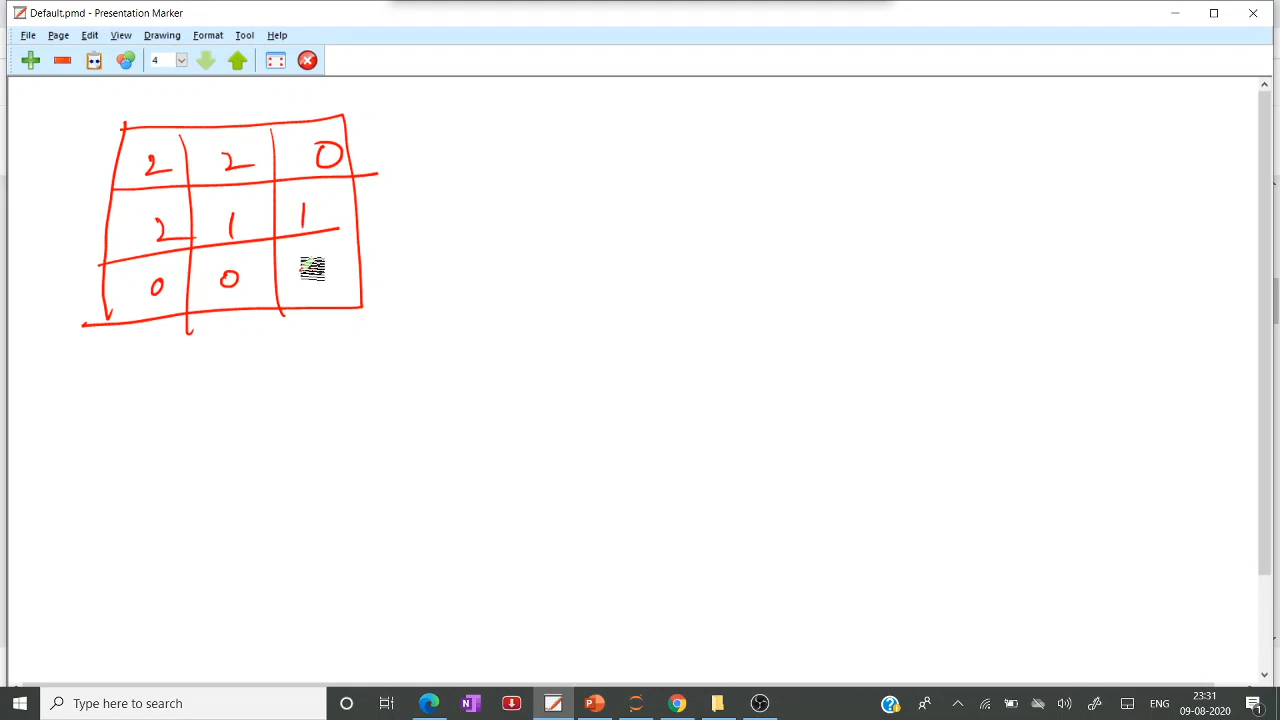 Default.pmd - Presentation Marker
File Page Edit View Drawing Format Tool Help
4
2 2 0
2 1 1
0 0
Type here to search
ENG
23:31
09-08-2020
1